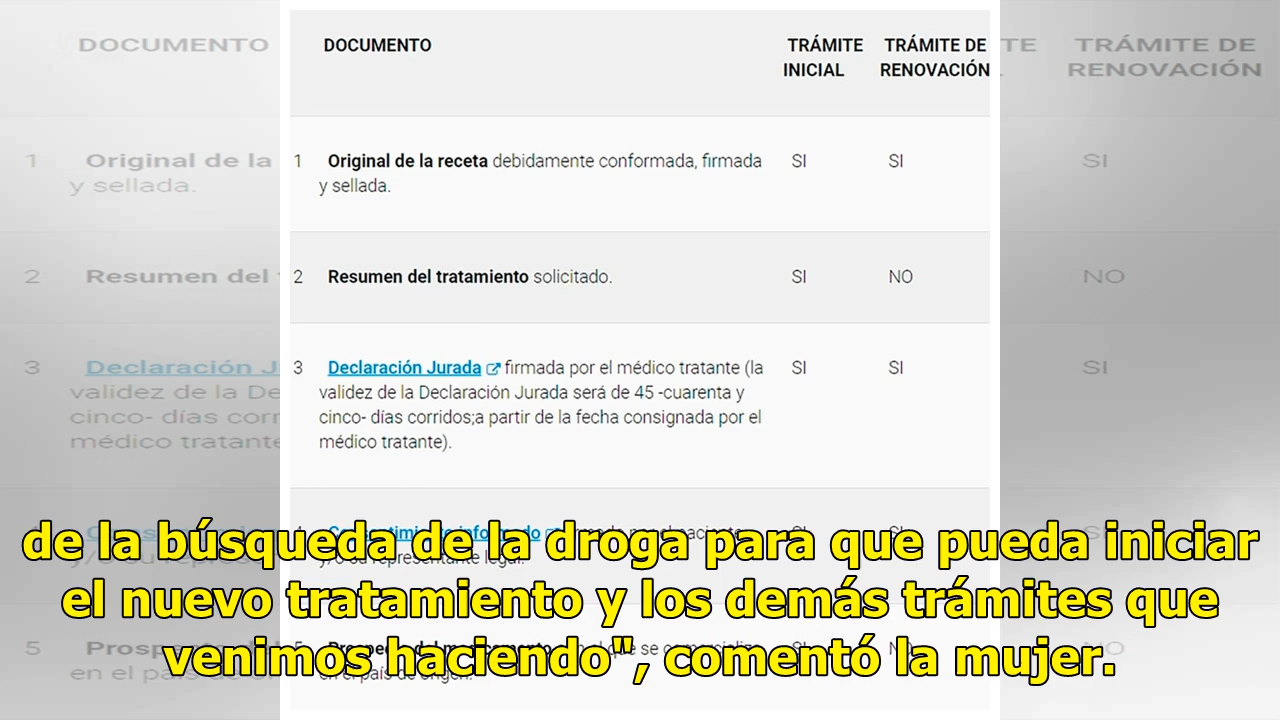 DOCUMENTO
TRÁMITE INICIAL
TRÁMITE DE RENOVACIÓN
1 Original de la receta debidamente conformada, firmada
y sellada.
SI SI
2 Resumen del tratamiento solicitado.
SI NO
3 Declaración Jurada firmada por el médico tratante (la
validez de la Declaración Jurada será de 45 -cuarenta y
cinco- días corridos;a partir de la fecha consignada por el
médico tratante).
SI SI
y/o su representante legal.
en el país de origen.
de la búsqueda de la droga para que pueda iniciar
el nuevo tratamiento y los demás trámites que
venimos haciendo", comentó la mujer.